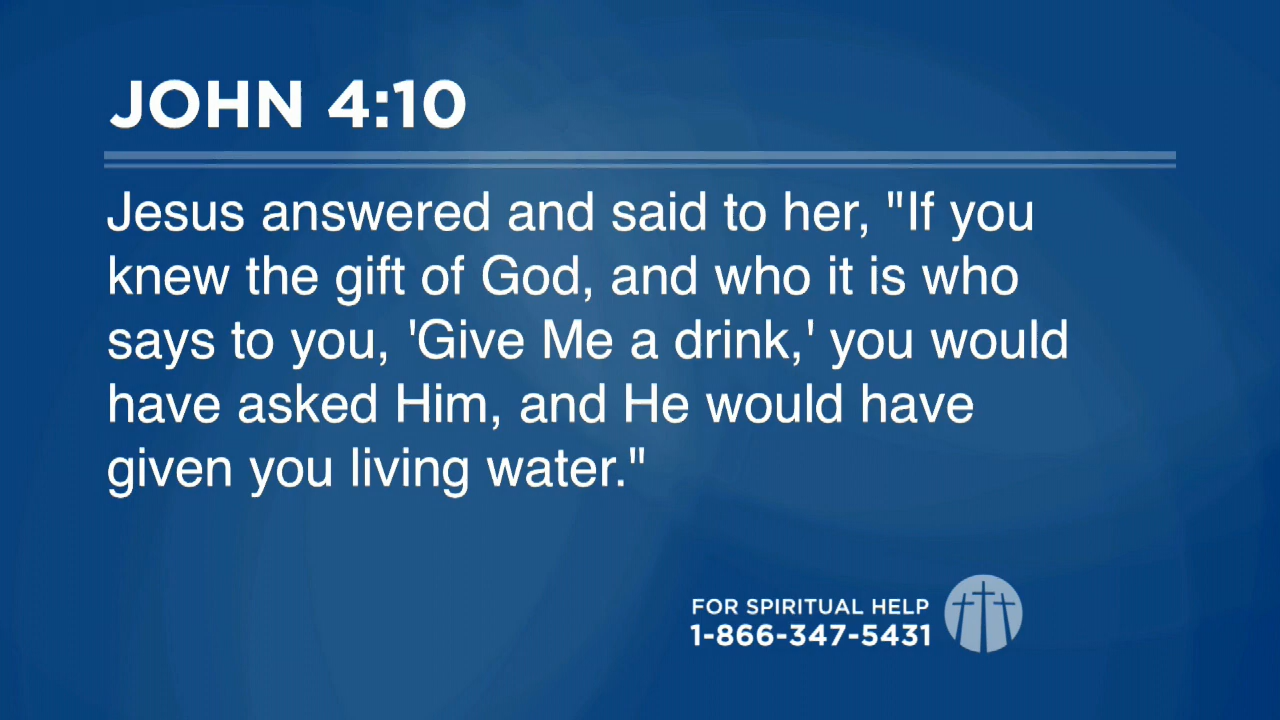 JOHN 4:10
Jesus answered and said to her, "If you
knew the gift of God, and who it is who
says to you, 'Give Me a drink,' you would
have asked Him, and He would have
given you living water."
FOR SPIRITUAL HELP
1-866-347-5431